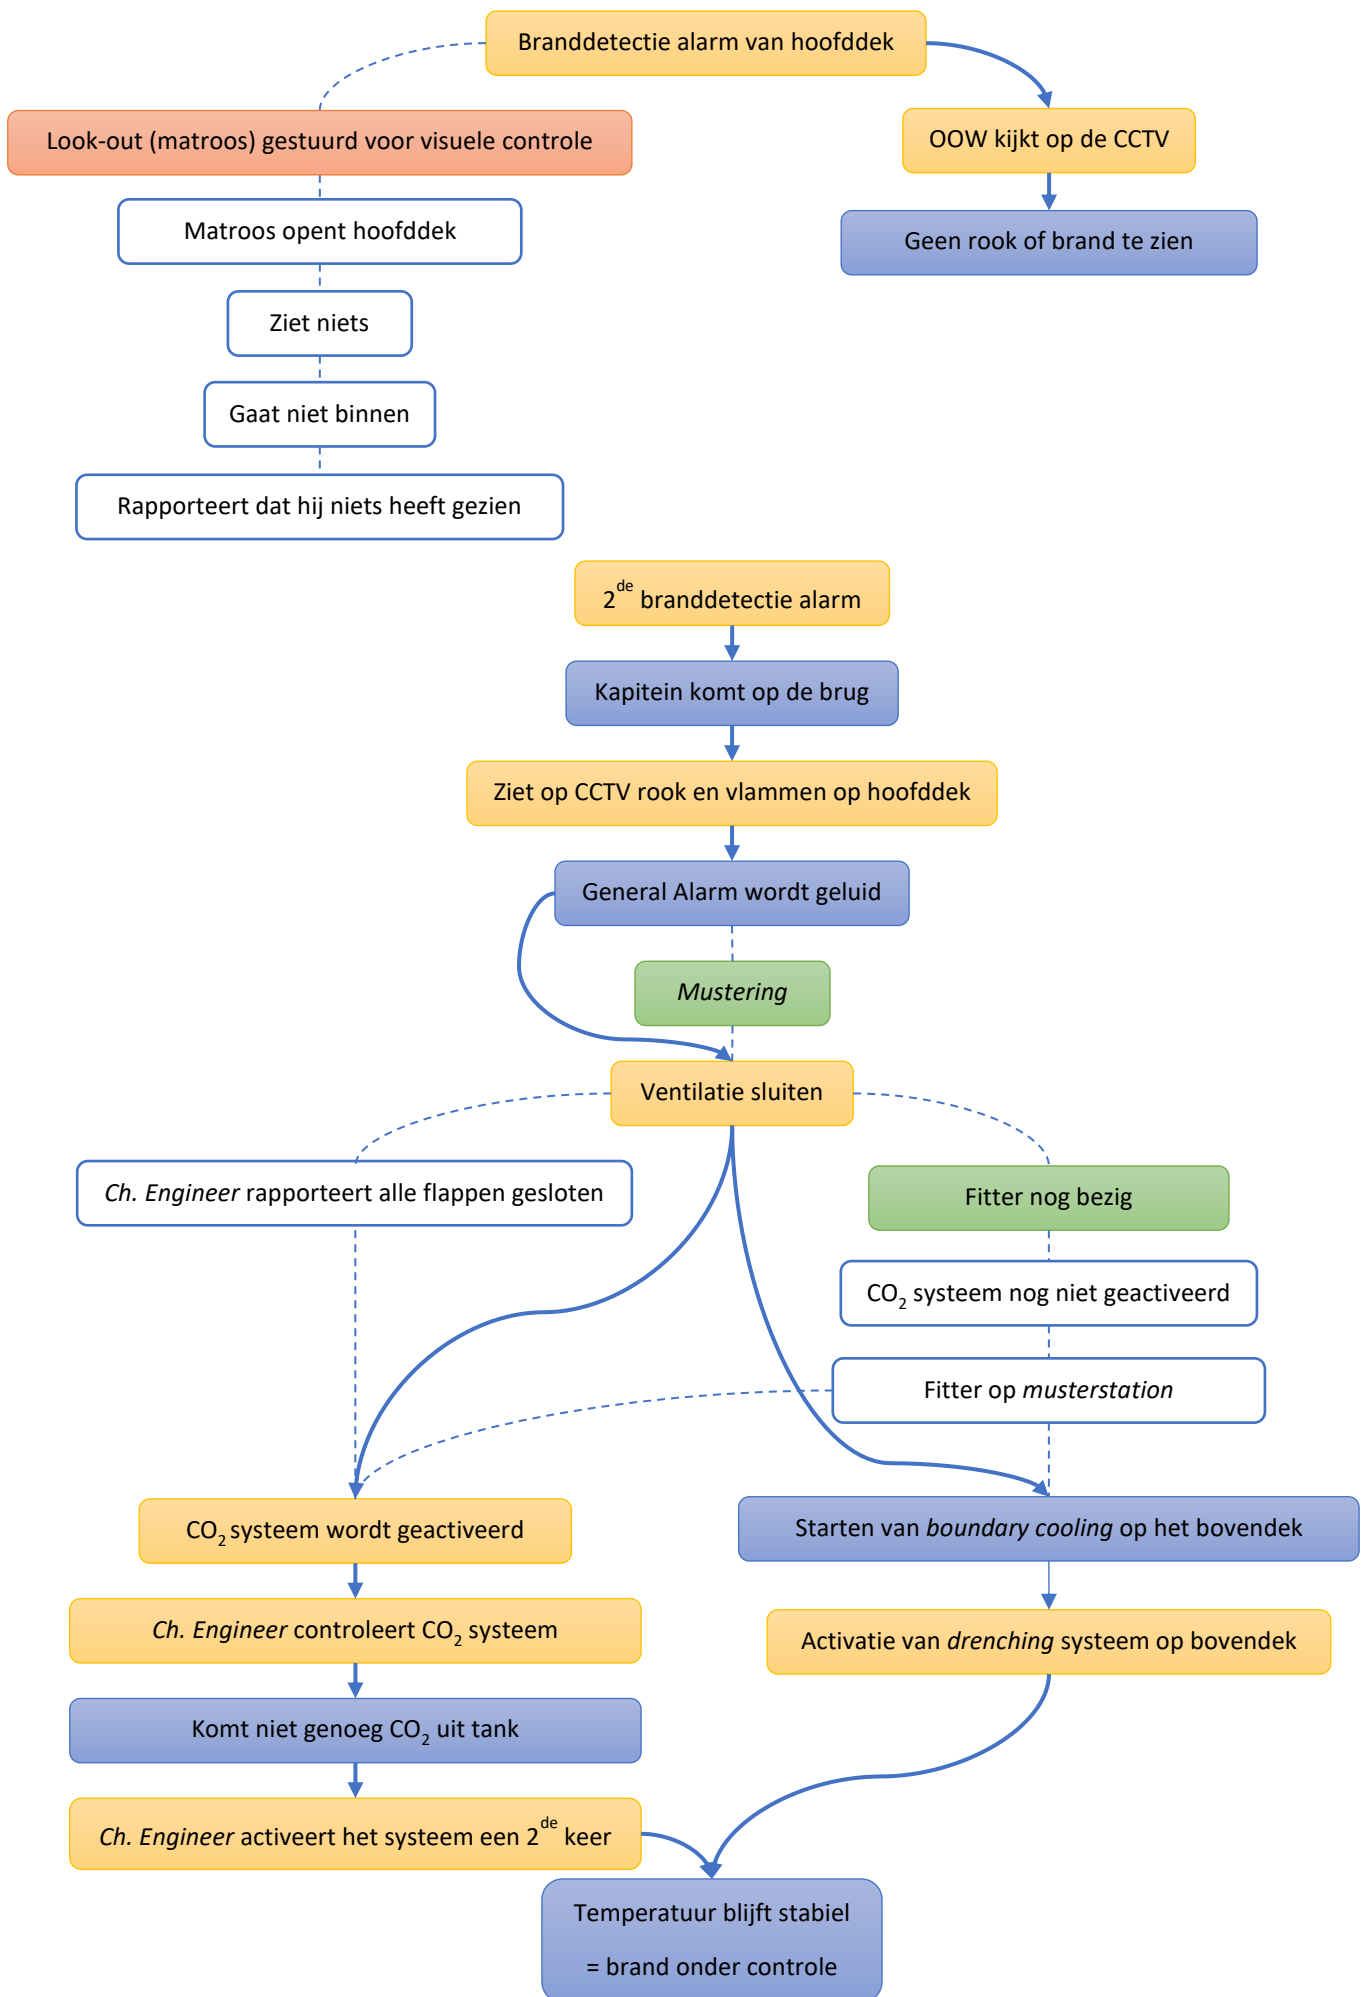 Branddetectie alarm van hoofddek
Look-out (matroos) gestuurd voor visuele controle
OOW kijkt op de CCTV
Matroos opent hoofddek
Geen rook of brand te zien
Ziet niets
Gaat niet binnen
Rapporteert dat hij niets heeft gezien
2de branddetectie alarm
Kapitein komt op de brug
Ziet op CCTV rook en vlammen op hoofddek
General Alarm wordt geluid
Mustering
Ventilatie sluiten
Ch. Engineer rapporteert alle flappen gesloten
Fitter nog bezig
CO2 systeem nog niet geactiveerd
Fitter op musterstation
CO2 systeem wordt geactiveerd
Starten van boundary cooling op het bovendek
Ch. Engineer controleert CO2 systeem
Activatie van drenching systeem op bovendek
Komt niet genoeg CO2 uit tank
Ch. Engineer activeert het systeem een 2de keer
Temperatuur blijft stabiel
= brand onder controle